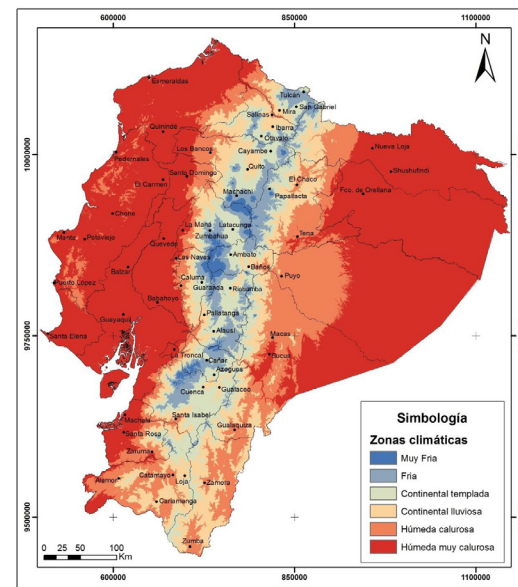 600000 850000 1100000
N
Esmeraldas
Tulcán
San Gabriel
Mira
Salinas
Ibarra
Otavalo
Quinindé
Los Bancos
Cayambe
Nueva Loja
10000000
Pedernales
Quito
Shushufindi
Santo Domingo
El Carmen
El Chaco
Papallacta
Fco. de Orellana
Machachi
Chone
La Maná
Latacunga
Zumbahua
Tena
Manta
Potoviejo
Quevedo
Las Naves
Ambato
Baños
Balzar
Puyo
Caluma
Puerto López
Guaranda
Riobamba
Babahoyo
Guayaquil
Pallatanga
Santa Elena
Alausí
Macas
9750000
La Troncal
Cañar
Sucua
Azogues
Cuenca
Gualaceo
Machala
Santa Isabel
Santa Rosa
Gualaquiza
Zaruma
Alamor
Catamayo
Loja
Zamora
Cariamanga
9500000
Zumba
Simbología
Zonas climáticas
Muy Fria
Fria
Continental templada
Continental lluviosa
Húmeda calurosa
Húmeda muy calurosa
0 25 50 100
Km
600000 850000 1100000